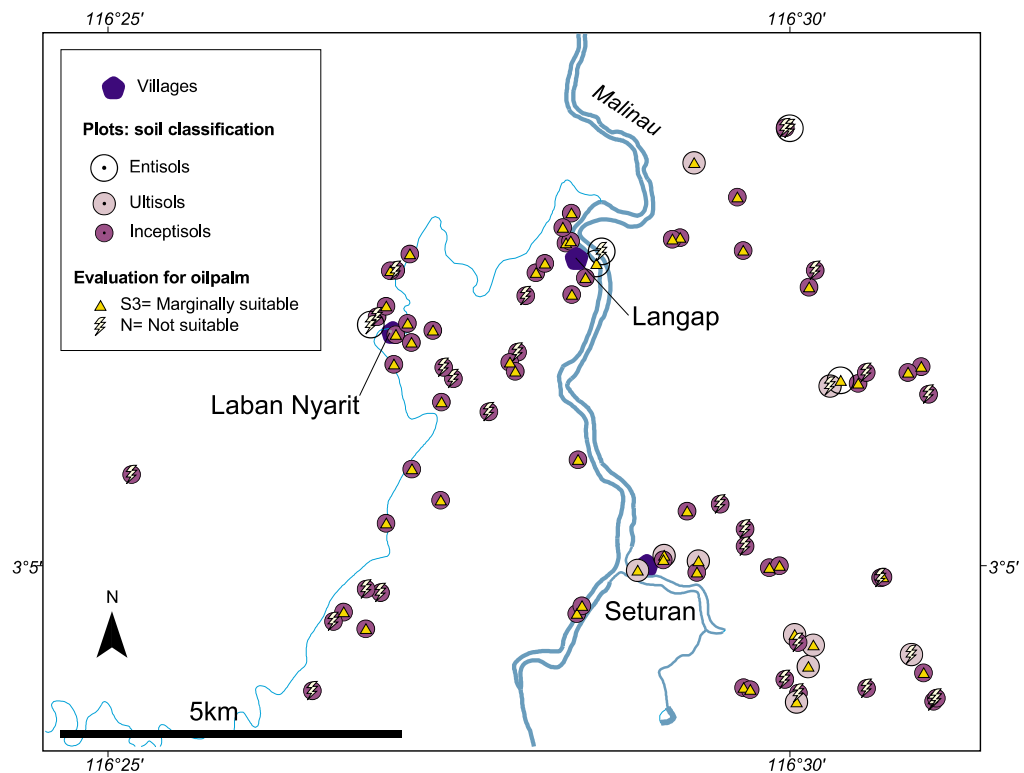 116°25'
116°30'
Villages
Plots: soil classification
Entisols
Ultisols
Inceptisols
Evaluation for oilpalm
S3= Marginally suitable
N= Not suitable
Malinau
Langap
Laban Nyarit
3°5'
3°5'
N
Seturan
5km
116°25'
116°30'